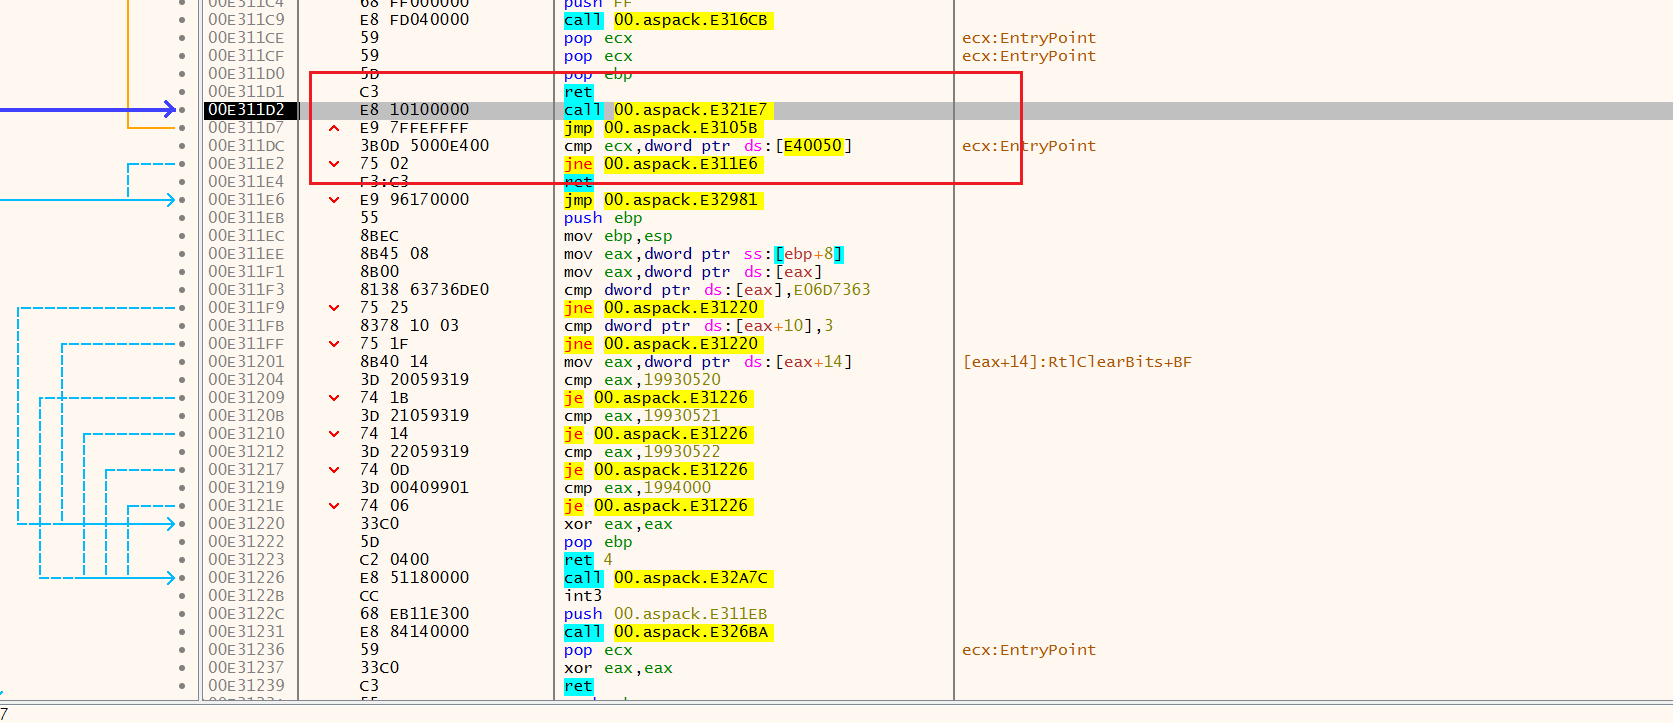 00E311C4 68 FF000000 push FF
00E311C9 E8 FD040000 call 00.aspack.E316CB
00E311CE 59 pop ecx ecx:EntryPoint
00E311CF 59 pop ecx ecx:EntryPoint
00E311D0 5D pop ebp
00E311D1 C3 ret
00E311D2 E8 10100000 call 00.aspack.E321E7
00E311D7 E9 7FFEFFFF jmp 00.aspack.E3105B
00E311DC 3B0D 5000E400 cmp ecx,dword ptr ds:[E40050] ecx:EntryPoint
00E311E2 75 02 jne 00.aspack.E311E6
00E311E4 F3:C3 ret
00E311E6 E9 96170000 jmp 00.aspack.E32981
00E311EB 55 push ebp
00E311EC 8BEC mov ebp,esp
00E311EE 8B45 08 mov eax,dword ptr ss:[ebp+8]
00E311F1 8B00 mov eax,dword ptr ds:[eax]
00E311F3 8138 63736DE0 cmp dword ptr ds:[eax],E06D7363
00E311F9 75 25 jne 00.aspack.E31220
00E311FB 8378 10 03 cmp dword ptr ds:[eax+10],3
00E311FF 75 1F jne 00.aspack.E31220
00E31201 8B40 14 mov eax,dword ptr ds:[eax+14] [eax+14]:RtlClearBits+BF
00E31204 3D 20059319 cmp eax,19930520
00E31209 74 1B je 00.aspack.E31226
00E3120B 3D 21059319 cmp eax,19930521
00E31210 74 14 je 00.aspack.E31226
00E31212 3D 22059319 cmp eax,19930522
00E31217 74 0D je 00.aspack.E31226
00E31219 3D 00409901 cmp eax,1994000
00E3121E 74 06 je 00.aspack.E31226
00E31220 33C0 xor eax,eax
00E31222 5D pop ebp
00E31223 C2 0400 ret 4
00E31226 E8 51180000 call 00.aspack.E32A7C
00E3122B CC int3
00E3122C 68 EB11E300 push 00.aspack.E311EB
00E31231 E8 84140000 call 00.aspack.E326BA
00E31236 59 pop ecx ecx:EntryPoint
00E31237 33C0 xor eax,eax
00E31239 C3 ret
7